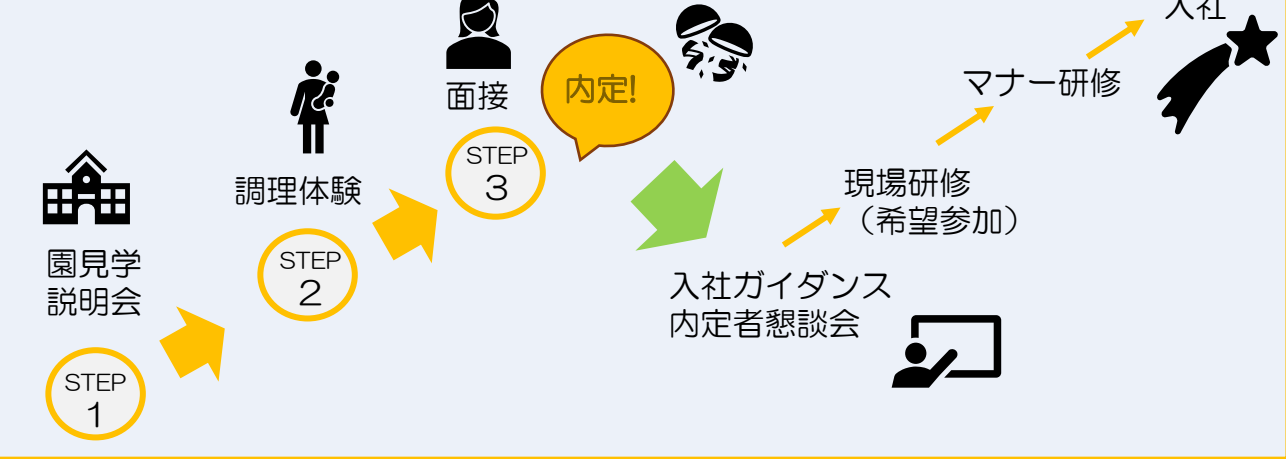 園見学
説明会
STEP
1
調理体験
STEP
2
面接
STEP
3
内定!
入社ガイダンス
内定者懇談会
現場研修
（希望参加）
マナー研修
入社